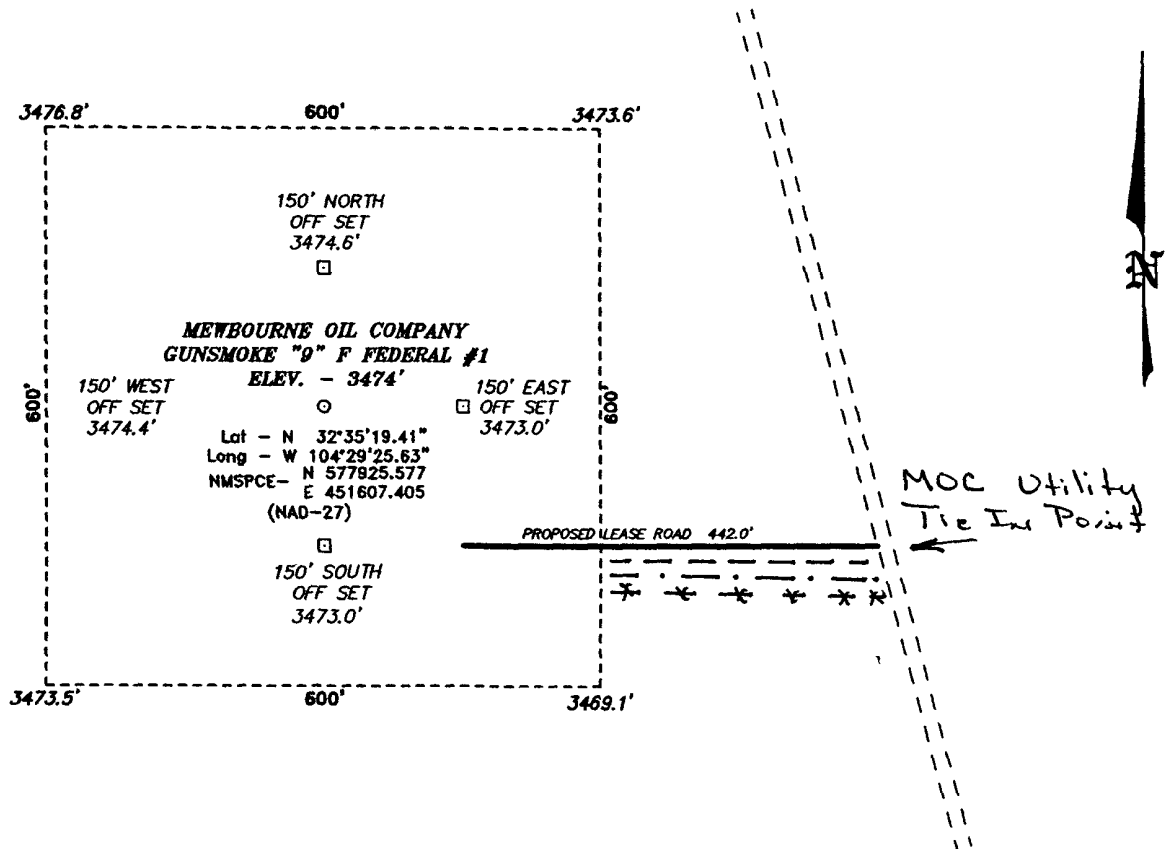 3476.8'
600'
3473.6'
150' NORTH
OFF SET
3474.6'
MEWBOURNE OIL COMPANY
GUNSMOKE "9" F FEDERAL #1
ELEV. - 3474'
600'
150' WEST
OFF SET
3474.4'
150' EAST
OFF SET
3473.0'
600'
Lat - N 32°35'19.41"
Long - W 104°29'25.63"
NMSPCE- N 577925.577
E 451607.405
(NAD-27)
N
MOC Utility
Tie In Point
PROPOSED LEASE ROAD 442.0'
150' SOUTH
OFF SET
3473.0'
3473.5'
600'
3469.1'